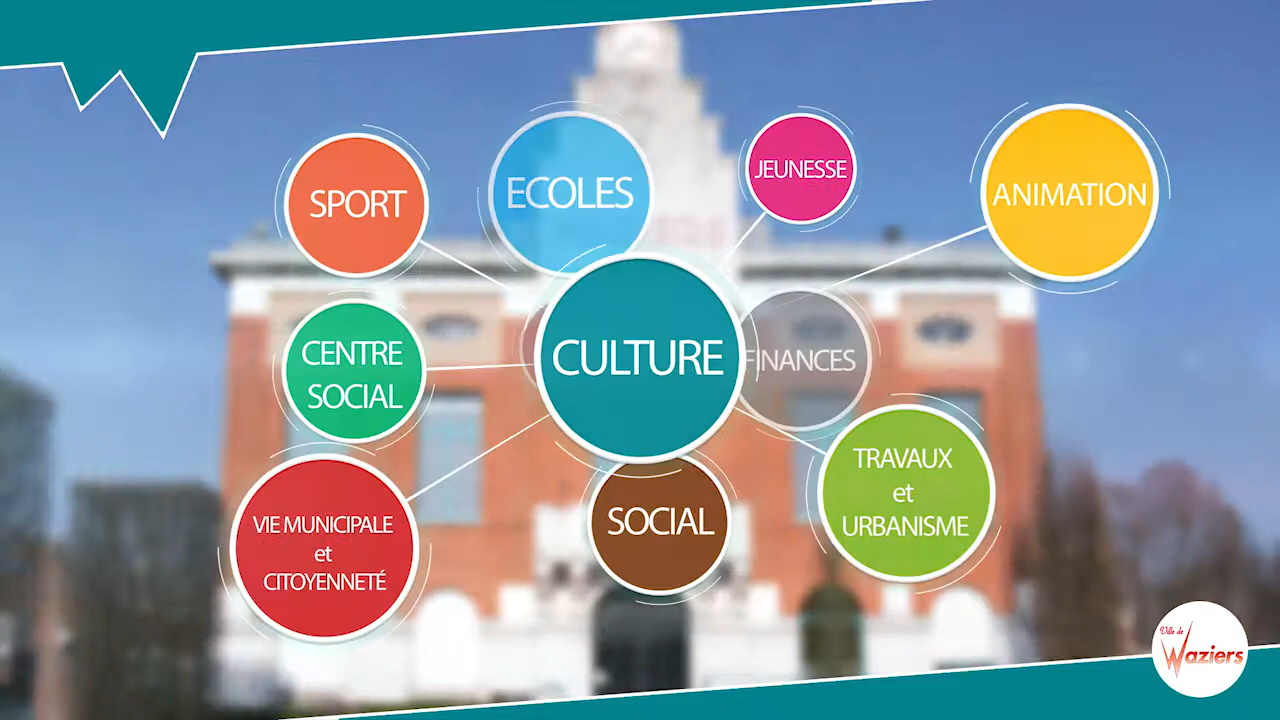 SPORT
ECOLES
JEUNESSE
ANIMATION
CENTRE
SOCIAL
CULTURE
FINANCES
VIE MUNICIPALE
et
CITOYENNETÉ
SOCIAL
TRAVAUX
et
URBANISME
Ville de
Waziers